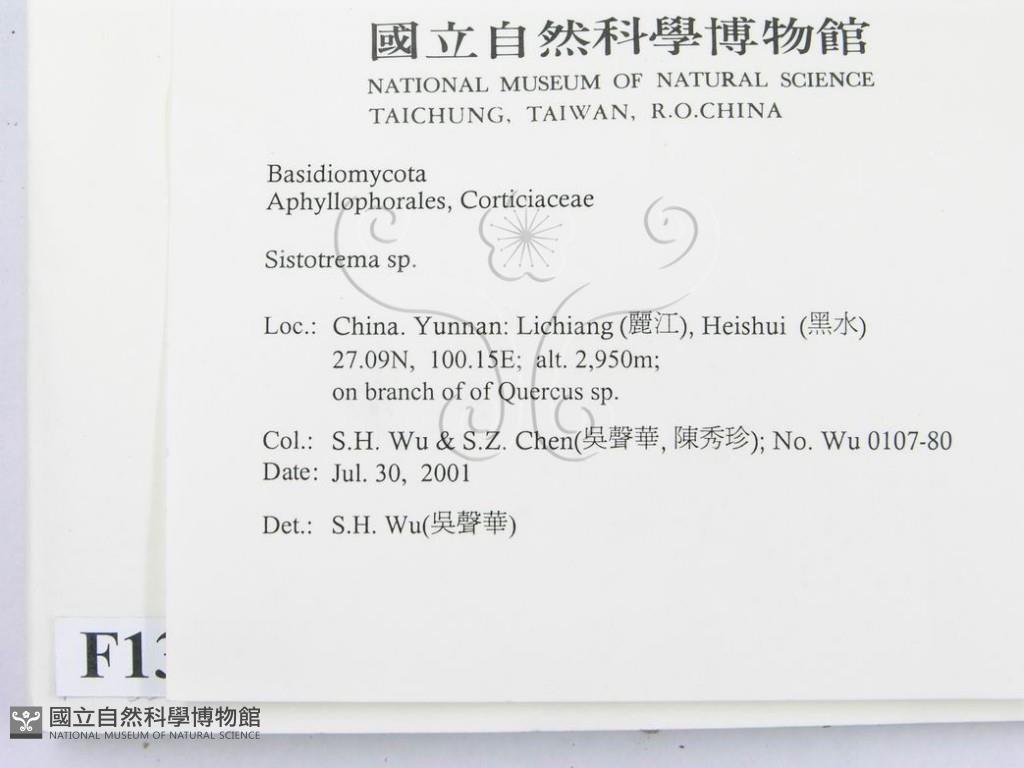 國立自然科學博物館
NATIONAL MUSEUM OF NATURAL SCIENCE
TAICHUNG, TAIWAN, R.O.CHINA
Basidiomycota
Aphyllophorales, Corticiaceae
Sistotrema sp.
Loc.: China. Yunnan: Lichiang (麗江), Heishui (黑水)
27.09N, 100.15E; alt. 2,950m;
on branch of of Quercus sp.
Col.: S.H. Wu & S.Z. Chen(吳聲華, 陳秀珍); No. Wu 0107-80
Date: Jul. 30, 2001
Det.: S.H. Wu(吳聲華)
F13
國立自然科學博物館
NATIONAL MUSEUM OF NATURAL SCIENCE